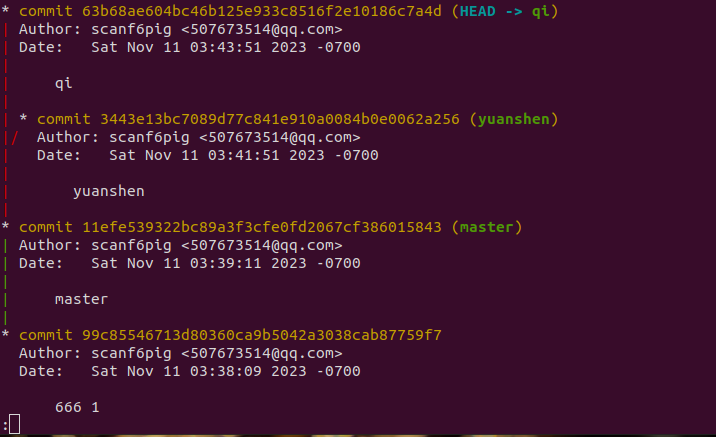 * commit 63b68ae604bc46b125e933c8516f2e10186c7a4d (HEAD -> qi)
| Author: scanf6pig <507673514@qq.com>
| Date:   Sat Nov 11 03:43:51 2023 -0700
|
|     qi
|
| * commit 3443e13bc7089d77c841e910a0084b0e0062a256 (yuanshen)
|/  Author: scanf6pig <507673514@qq.com>
|   Date:   Sat Nov 11 03:41:51 2023 -0700
|
|       yuanshen
|
* commit 11efe539322bc89a3f3cfe0fd2067cf386015843 (master)
| Author: scanf6pig <507673514@qq.com>
| Date:   Sat Nov 11 03:39:11 2023 -0700
|
|     master
|
* commit 99c85546713d80360ca9b5042a3038cab87759f7
  Author: scanf6pig <507673514@qq.com>
  Date:   Sat Nov 11 03:38:09 2023 -0700

      666 1
: